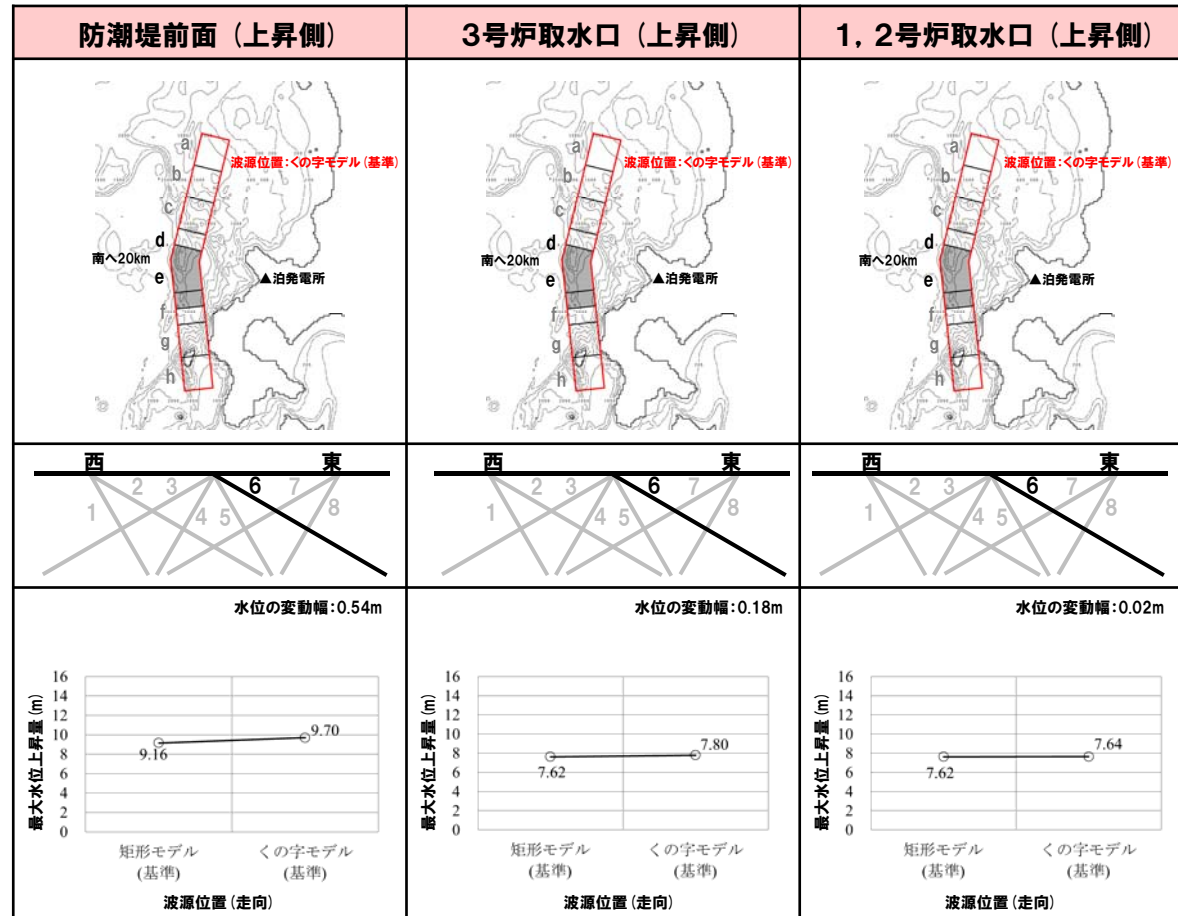 防潮堤前面（上昇側）
3号炉取水口（上昇側）
1，2号炉取水口（上昇側）
a
波源位置：くの字モデル（基準）
b
c
d
南へ20km
▲泊発電所
e
f
g
h
a
波源位置：くの字モデル（基準）
b
c
d
南へ20km
▲泊発電所
e
f
g
h
a
波源位置：くの字モデル（基準）
b
c
d
南へ20km
▲泊発電所
e
f
g
h
西 東
1 2 3 4 5 6 7 8
西 東
1 2 3 4 5 6 7 8
西 東
1 2 3 4 5 6 7 8
水位の変動幅：0.54m
最大水位上昇量（m）
16
14
12
10
8
6
4
2
0
9.16
9.70
矩形モデル
（基準）
くの字モデル
（基準）
波源位置（走向）
水位の変動幅：0.18m
最大水位上昇量（m）
16
14
12
10
8
6
4
2
0
7.62
7.80
矩形モデル
（基準）
くの字モデル
（基準）
波源位置（走向）
水位の変動幅：0.02m
最大水位上昇量（m）
16
14
12
10
8
6
4
2
0
7.62
7.64
矩形モデル
（基準）
くの字モデル
（基準）
波源位置（走向）